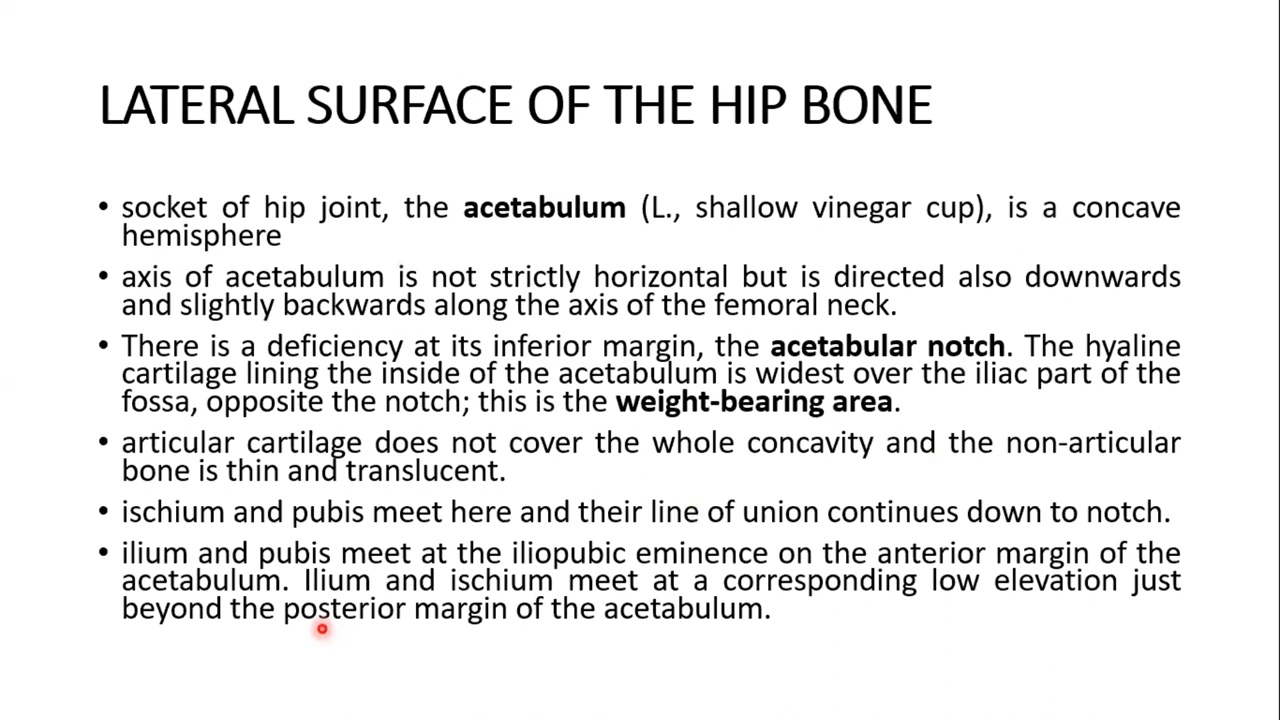 LATERAL SURFACE OF THE HIP BONE
• socket of hip joint, the acetabulum (L., shallow vinegar cup), is a concave
hemisphere
• axis of acetabulum is not strictly horizontal but is directed also downwards
and slightly backwards along the axis of the femoral neck.
• There is a deficiency at its inferior margin, the acetabular notch. The hyaline
cartilage lining the inside of the acetabulum is widest over the iliac part of the
fossa, opposite the notch; this is the weight-bearing area.
• articular cartilage does not cover the whole concavity and the non-articular
bone is thin and translucent.
• ischium and pubis meet here and their line of union continues down to notch.
• ilium and pubis meet at the iliopubic eminence on the anterior margin of the
acetabulum. Ilium and ischium meet at a corresponding low elevation just
beyond the posterior margin of the acetabulum.